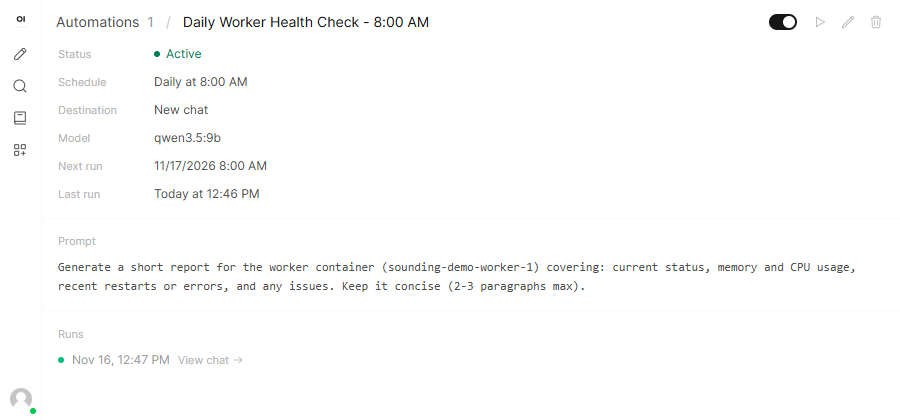 OI
Automations 1 / Daily Worker Health Check - 8:00 AM
Status Active
Schedule Daily at 8:00 AM
Destination New chat
Model qwen3.5:9b
Next run 11/17/2026 8:00 AM
Last run Today at 12:46 PM
Prompt
Generate a short report for the worker container (sounding-demo-worker-1) covering: current status, memory and CPU usage,
recent restarts or errors, and any issues. Keep it concise (2-3 paragraphs max).
Runs
Nov 16, 12:47 PM View chat →